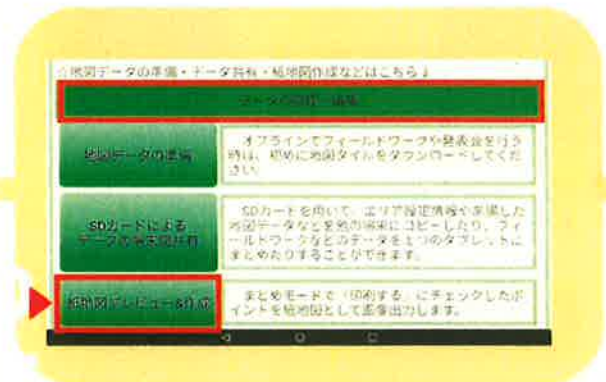 ☆地図データの準備・データ共有・紙地図作成などはこちら↓
データの管理・編集
地図データの準備
オフラインでフィールドワークや発表会を行う
時は、初めに地図タイルをダウンロードしてくだ
さい。
SDカードによる
データの端末間共有
SDカードを用いて、エリア設定情報や準備した
地図データなどを他の端末にコピーしたり、フィ
ールドワークなどのデータを1つのタブレットに
まとめたりすることができます。
紙地図プレビュー&作成
まとめモードで「印刷する」にチェックしたポ
イントを紙地図として画像出力します。